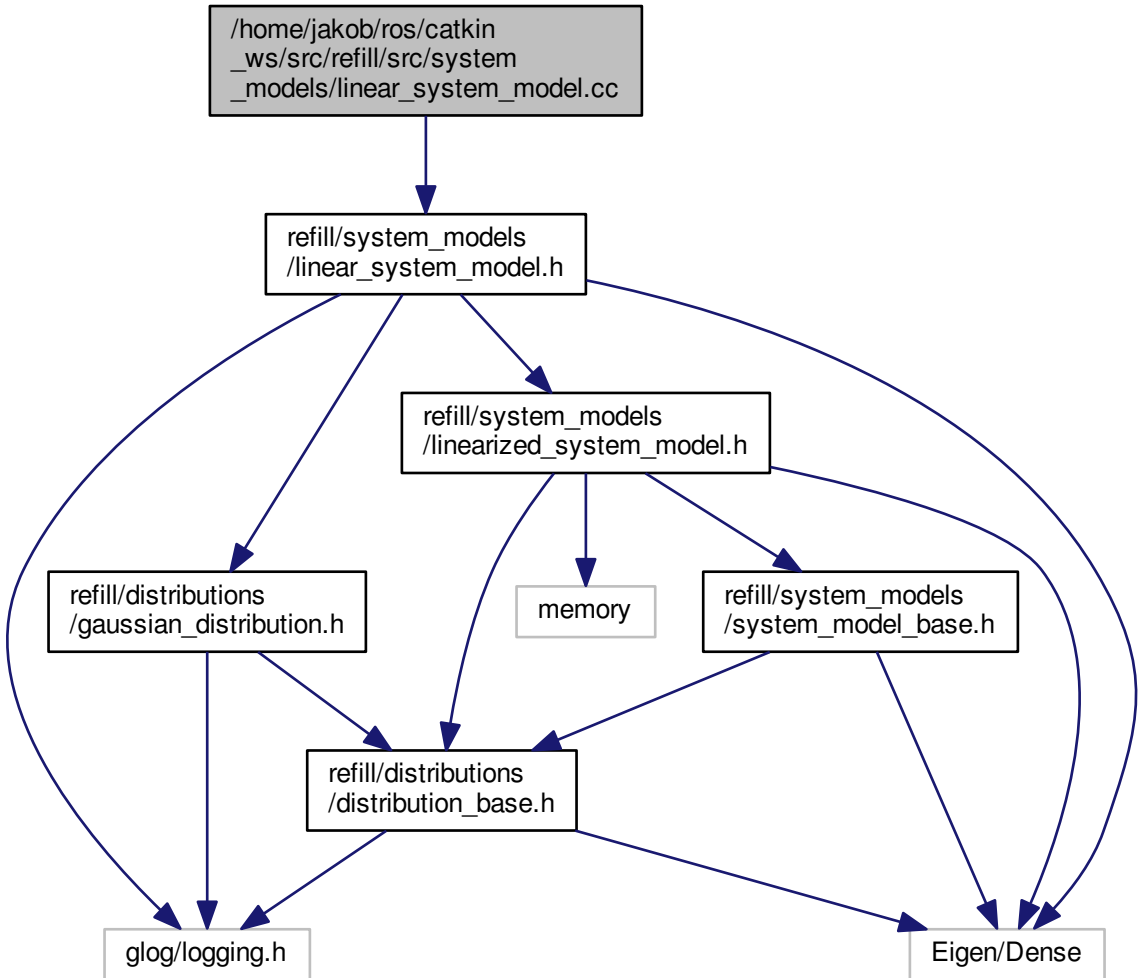 /home/jakob/ros/catkin
_ws/src/refill/src/system
_models/linear_system_model.cc
refill/system_models
/linear_system_model.h
refill/system_models
/linearized_system_model.h
refill/distributions
/gaussian_distribution.h
memory
refill/system_models
/system_model_base.h
refill/distributions
/distribution_base.h
glog/logging.h
Eigen/Dense